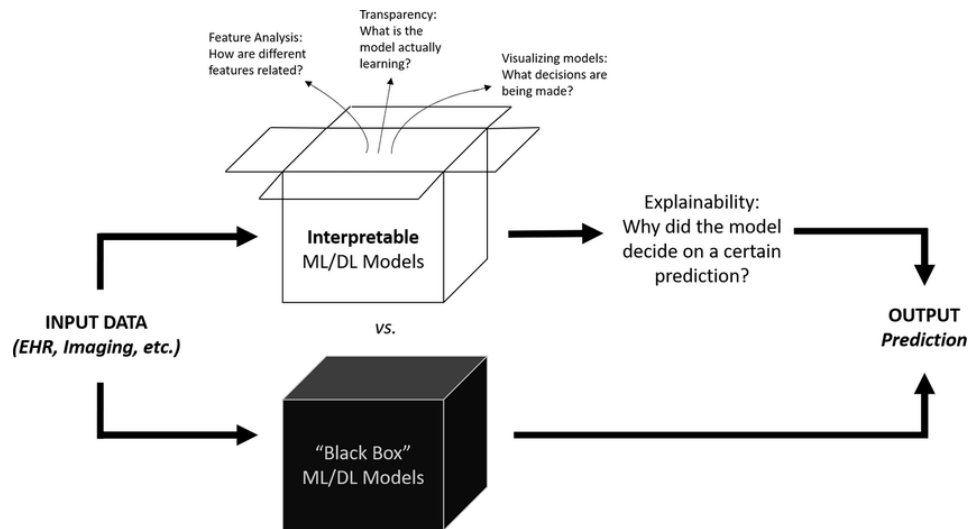 Transparency:
What is the
model actually
learning?
Feature Analysis:
How are different
features related?
Visualizing models:
What decisions are
being made?
Interpretable
ML/DL Models
Explainability:
Why did the model
decide on a certain
prediction?
INPUT DATA
(EHR, Imaging, etc.)
vs.
OUTPUT
Prediction
“Black Box”
ML/DL Models